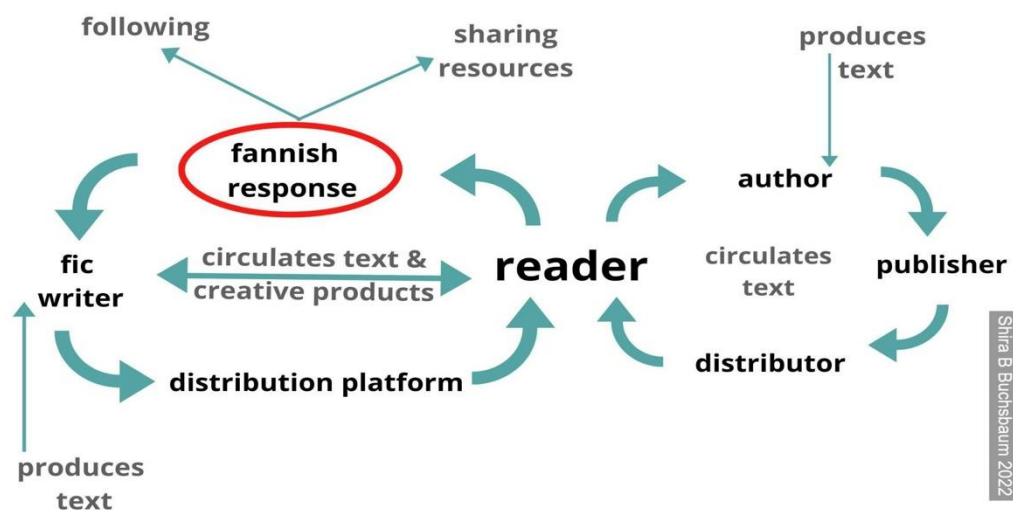 following
sharing
resources
produces
text
fannish
response
author
fic
writer
circulates text &
creative products
reader
circulates
text
publisher
distribution platform
distributor
produces
text
Shira B Buchsbaum 2022